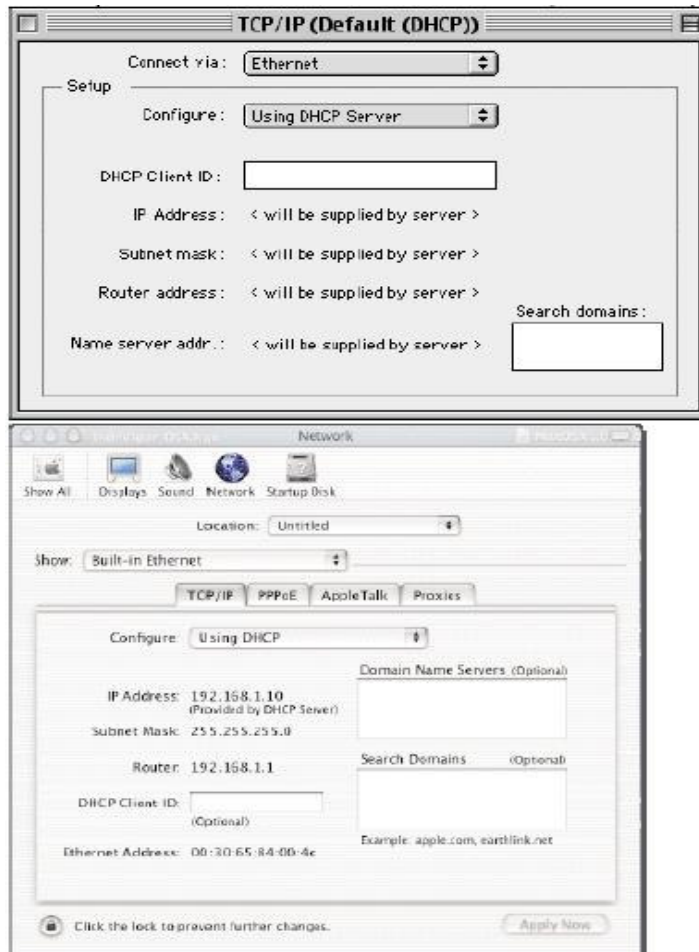 TCP/IP (Default (DHCP))
Connect via: Ethernet
Setup
Configure: Using DHCP Server
DHCP Client ID:
IP Address: < will be supplied by server >
Subnet mask: < will be supplied by server >
Router address: < will be supplied by server >
Search domains:
Name server addr.: < will be supplied by server >
Network
Show All Displays Sound Network Startup Disk
Location: Untitled
Show: Built-in Ethernet
TCP/IP PPPoE AppleTalk Proxies
Configure: Using DHCP
Domain Name Servers (Optional)
IP Address: 192.168.1.10
(Provided by DHCP Server)
Subnet Mask: 255.255.255.0
Router: 192.168.1.1
Search Domains (Optional)
DHCP Client ID:
(Optional)
Example: apple.com, earthlink.net
Ethernet Address: 00:30:65:84:00:4c
Click the lock to prevent further changes.
Apply Now